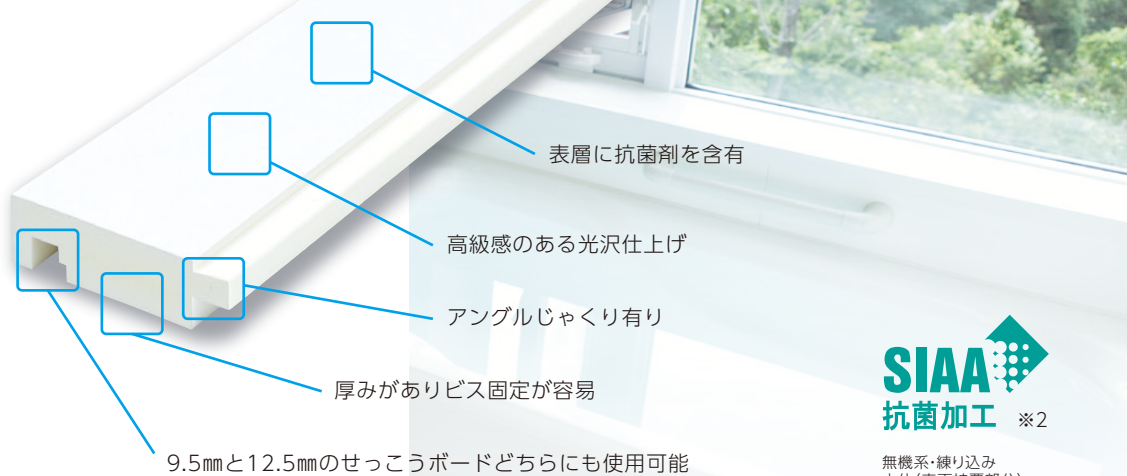 表層に抗菌剤を含有
高級感のある光沢仕上げ
アングルじゃくり有り
厚みがありビス固定が容易
9.5㎜と12.5㎜のせっこうボードどちらにも使用可能
SIAA
抗菌加工 ※2
無機系・練り込み